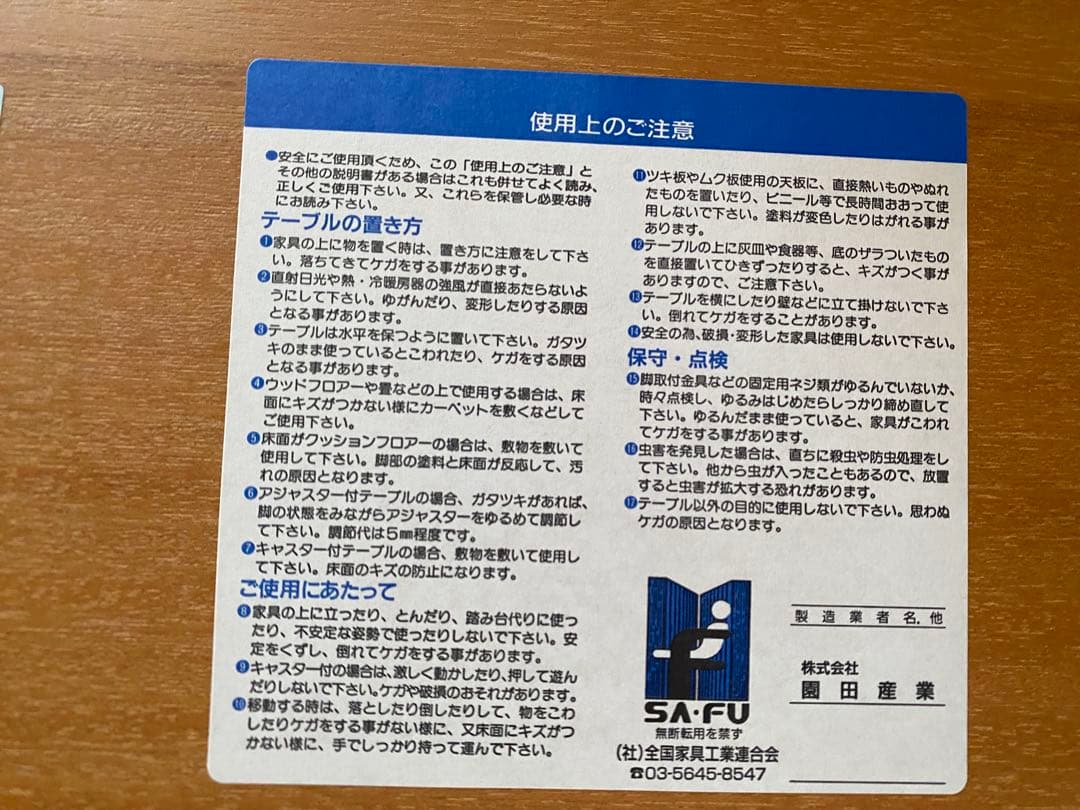 使用上のご注意
●安全にご使用頂くため、この「使用上のご注意」と
その他の説明書がある場合はこれも併せてよく読み、
正しくご使用下さい。又、これらを保管し必要な時
にお読み下さい。
テーブルの置き方
❶家具の上に物を置く時は、置き方に注意をして下さ
い。落ちてきてケガをする事があります。
❷直射日光や熱・冷暖房器の強風が直接あたらないよ
うにして下さい。ゆがんだり、変形したりする原因
となる事があります。
❸テーブルは水平を保つように置いて下さい。ガタツ
キのまま使っているとこわれたり、ケガをする原因
となる事があります。
❹ウッドフロアーや畳などの上で使用する場合は、床
面にキズがつかない様にカーペットを敷くなどして
ご使用下さい。
❺床面がクッションフロアーの場合は、敷物を敷いて
使用して下さい。脚部の塗料と床面が反応して、汚
れの原因となります。
❻アジャスター付テーブルの場合、ガタツキがあれば、
脚の状態をみながらアジャスターをゆるめて調節し
て下さい。調節代は5㎜程度です。
❼キャスター付テーブルの場合、敷物を敷いて使用し
て下さい。床面のキズの防止になります。
ご使用にあたって
❽家具の上に立ったり、とんだり、踏み台代りに使っ
たり、不安定な姿勢で使ったりしないで下さい。安
定をくずし、倒れてケガをする事があります。
❾キャスター付の場合は、激しく動かしたり、押して遊ん
だりしないで下さい。ケガや破損のおそれがあります。
❿移動する時は、落としたり倒したりして、物をこわ
したりケガをする事がない様に、又床面にキズがつ
かない様に、手でしっかり持って運んで下さい。
⓫ツキ板やムク板使用の天板に、直接熱いものやぬれ
たものを置いたり、ビニール等で長時間おおって使
用しないで下さい。塗料が変色したりはがれる事が
あります。
⓬テーブルの上に灰皿や食器等、底のザラついたもの
を直接置いてひきずったりすると、キズがつく事が
ありますので、ご注意下さい。
⓭テーブルを横にしたり壁などに立て掛けないで下さ
い。倒れてケガをすることがあります。
⓮安全の為、破損・変形した家具は使用しないで下さい。
保守・点検
⓯脚取付金具などの固定用ネジ類がゆるんでいないか、
時々点検し、ゆるみはじめたらしっかり締め直して
下さい。ゆるんだまま使っていると、家具がこわれ
てケガをする事があります。
⓰虫害を発見した場合は、直ちに殺虫や防虫処理をし
て下さい。他から虫が入ったこともあるので、放置
すると虫害が拡大する恐れがあります。
⓱テーブル以外の目的に使用しないで下さい。思わぬ
ケガの原因となります。
SA・FU
無断転用を禁ず
(社)全国家具工業連合会
☎03-5645-8547
製造業者名、他
株式会社
園田産業